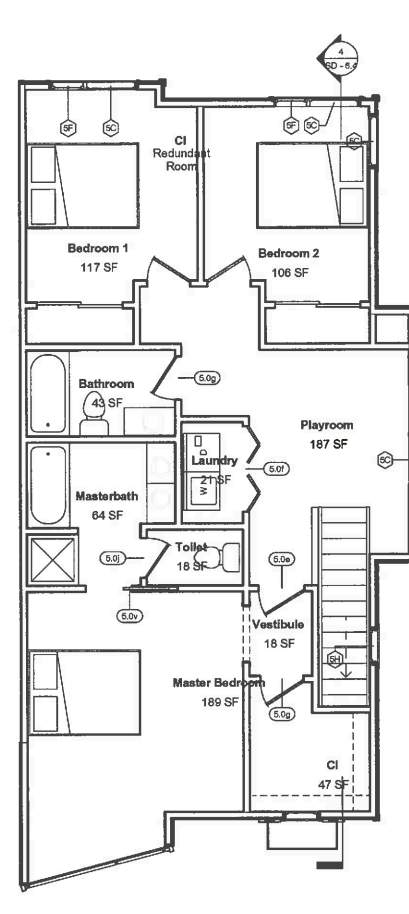 4
SD - 6.4
5F
5C
5F
5C
5C
Cl
Redundant
Room
Bedroom 1
117 SF
Bedroom 2
106 SF
5.0g
Bathroom
43 SF
Playroom
187 SF
D
Laundry
21 SF
W
5.0f
5C
Masterbath
64 SF
Toilet
18 SF
5.0j
5.0e
5.0v
Vestibule
18 SF
5H
Master Bedroom
189 SF
5.0g
Cl
47 SF